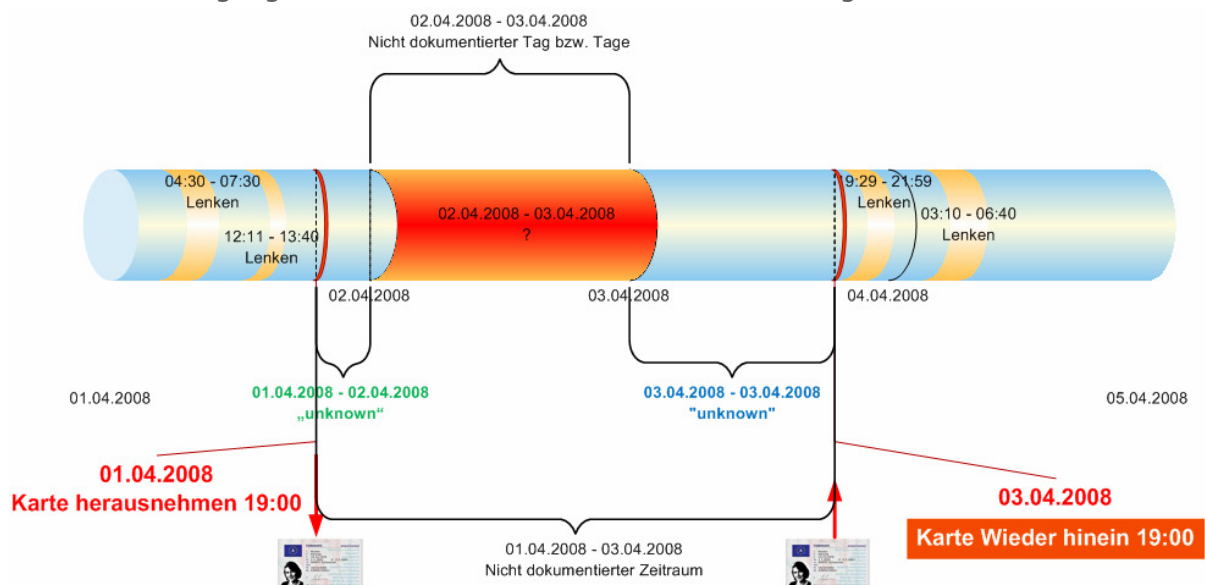 02.04.2008 - 03.04.2008
Nicht dokumentierter Tag bzw. Tage
04:30 - 07:30
Lenken
12:11 - 13:40
Lenken
02.04.2008 - 03.04.2008
?
19:29 - 21:59
Lenken
03:10 - 06:40
Lenken
02.04.2008
03.04.2008
04.04.2008
01.04.2008
01.04.2008 - 02.04.2008
„unknown“
03.04.2008 - 03.04.2008
"unknown"
05.04.2008
01.04.2008
Karte herausnehmen 19:00
03.04.2008
Karte Wieder hinein 19:00
01.04.2008 - 03.04.2008
Nicht dokumentierter Zeitraum